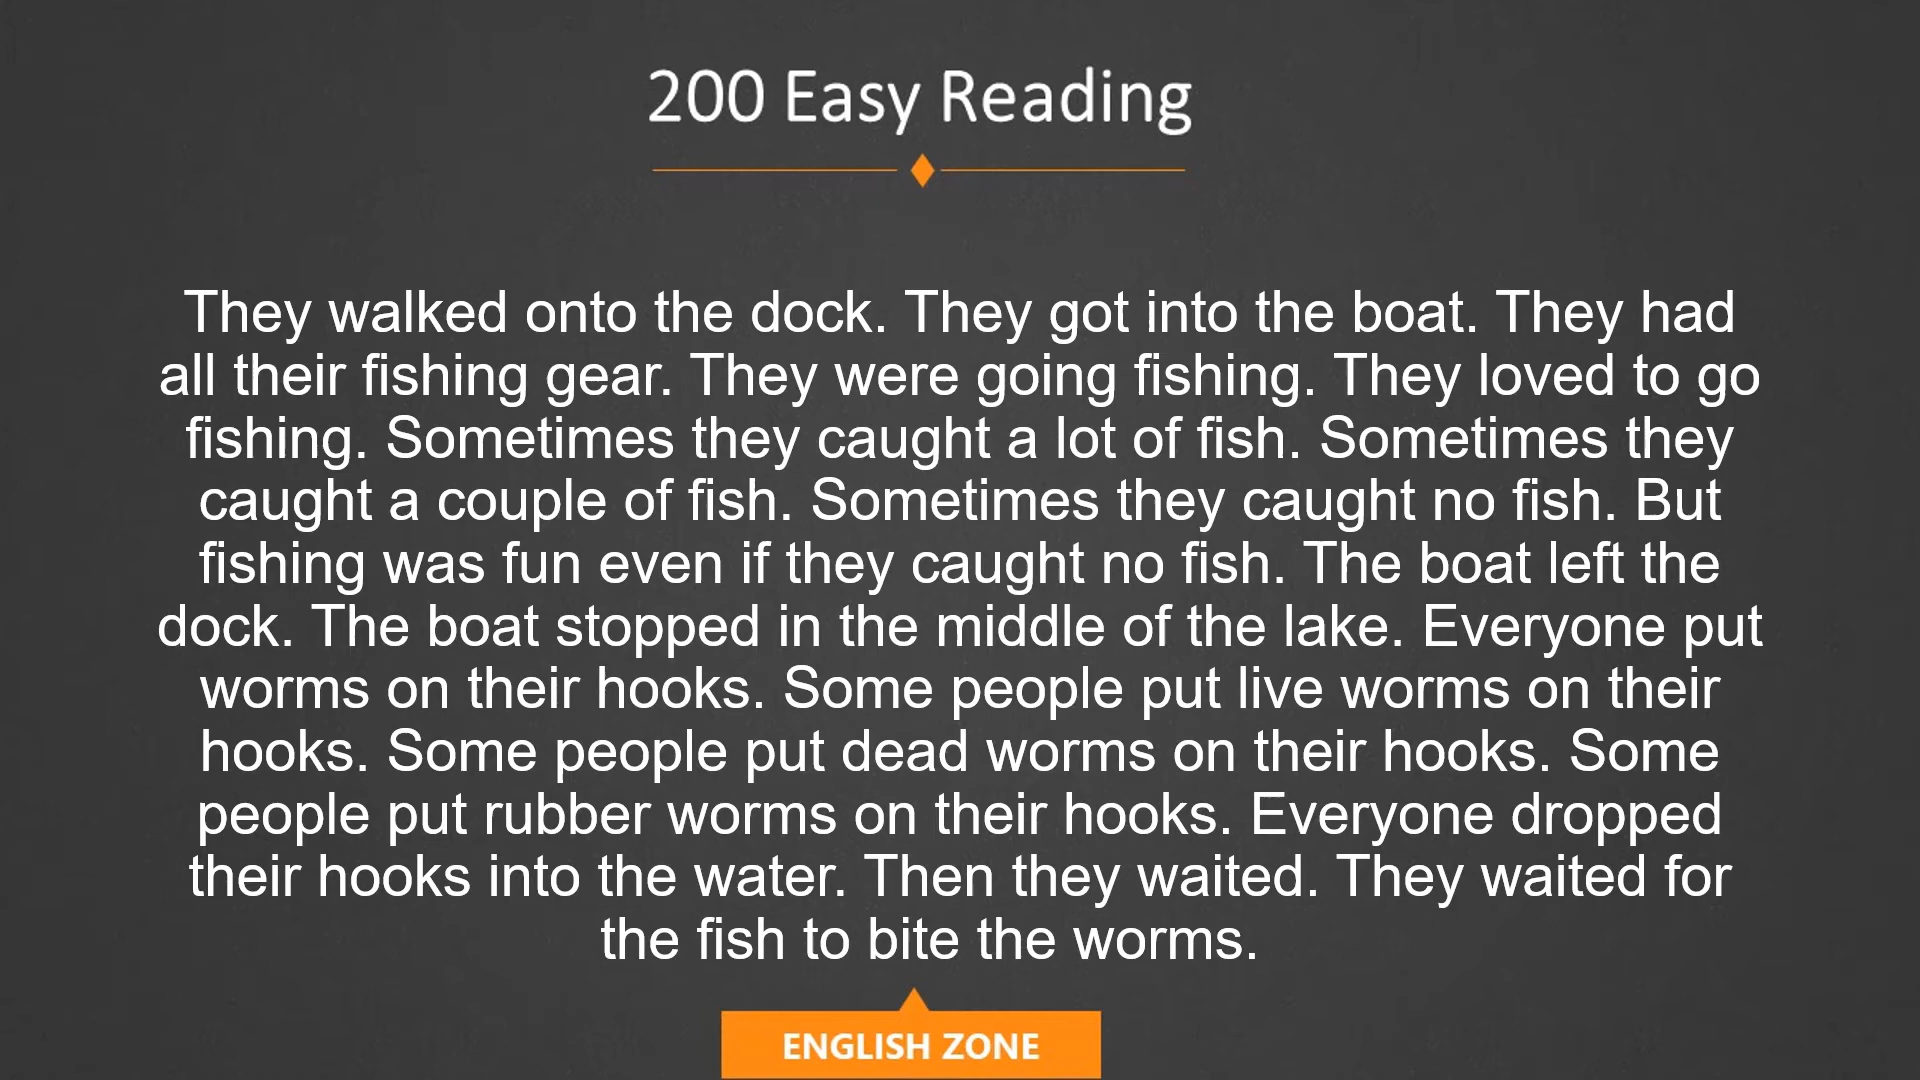 200 Easy Reading
They walked onto the dock. They got into the boat. They had
all their fishing gear. They were going fishing. They loved to go
fishing. Sometimes they caught a lot of fish. Sometimes they
caught a couple of fish. Sometimes they caught no fish. But
fishing was fun even if they caught no fish. The boat left the
dock. The boat stopped in the middle of the lake. Everyone put
worms on their hooks. Some people put live worms on their
hooks. Some people put dead worms on their hooks. Some
people put rubber worms on their hooks. Everyone dropped
their hooks into the water. Then they waited. They waited for
the fish to bite the worms.
ENGLISH ZONE